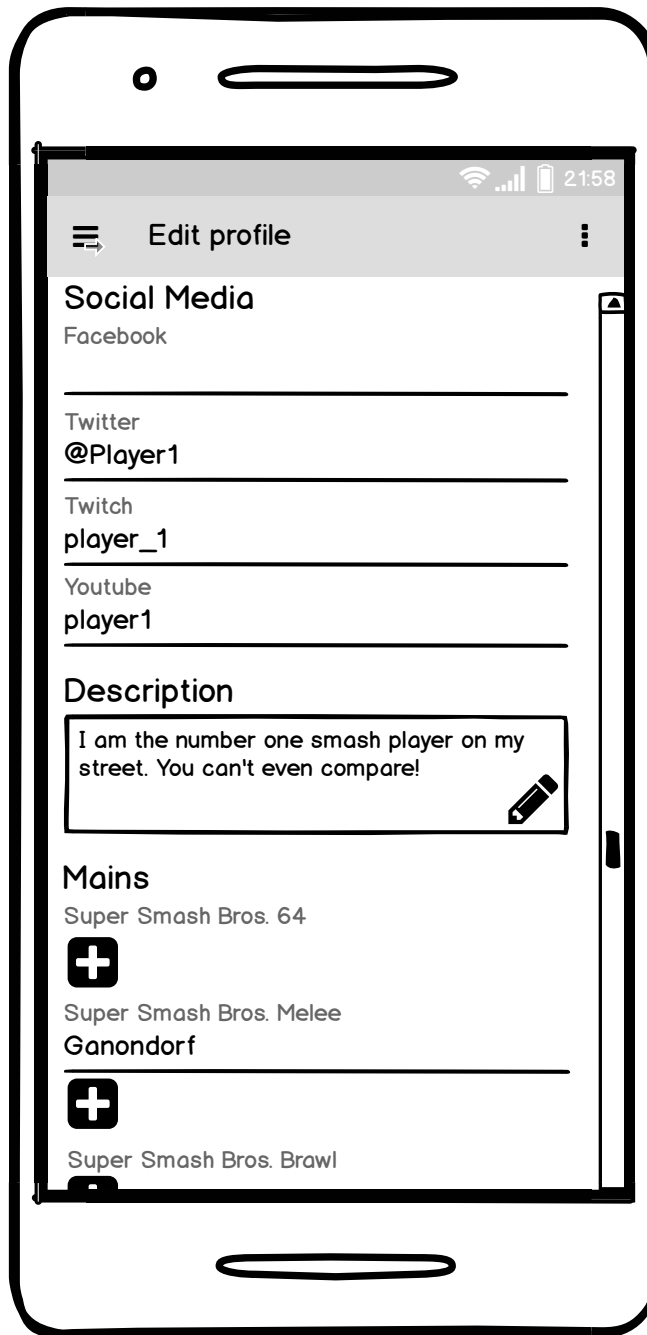 21:58
Edit profile
Social Media
Facebook
Twitter
@Player1
Twitch
player_1
Youtube
player1
Description
I am the number one smash player on my
street. You can't even compare!
Mains
Super Smash Bros. 64
Super Smash Bros. Melee
Ganondorf
Super Smash Bros. Brawl